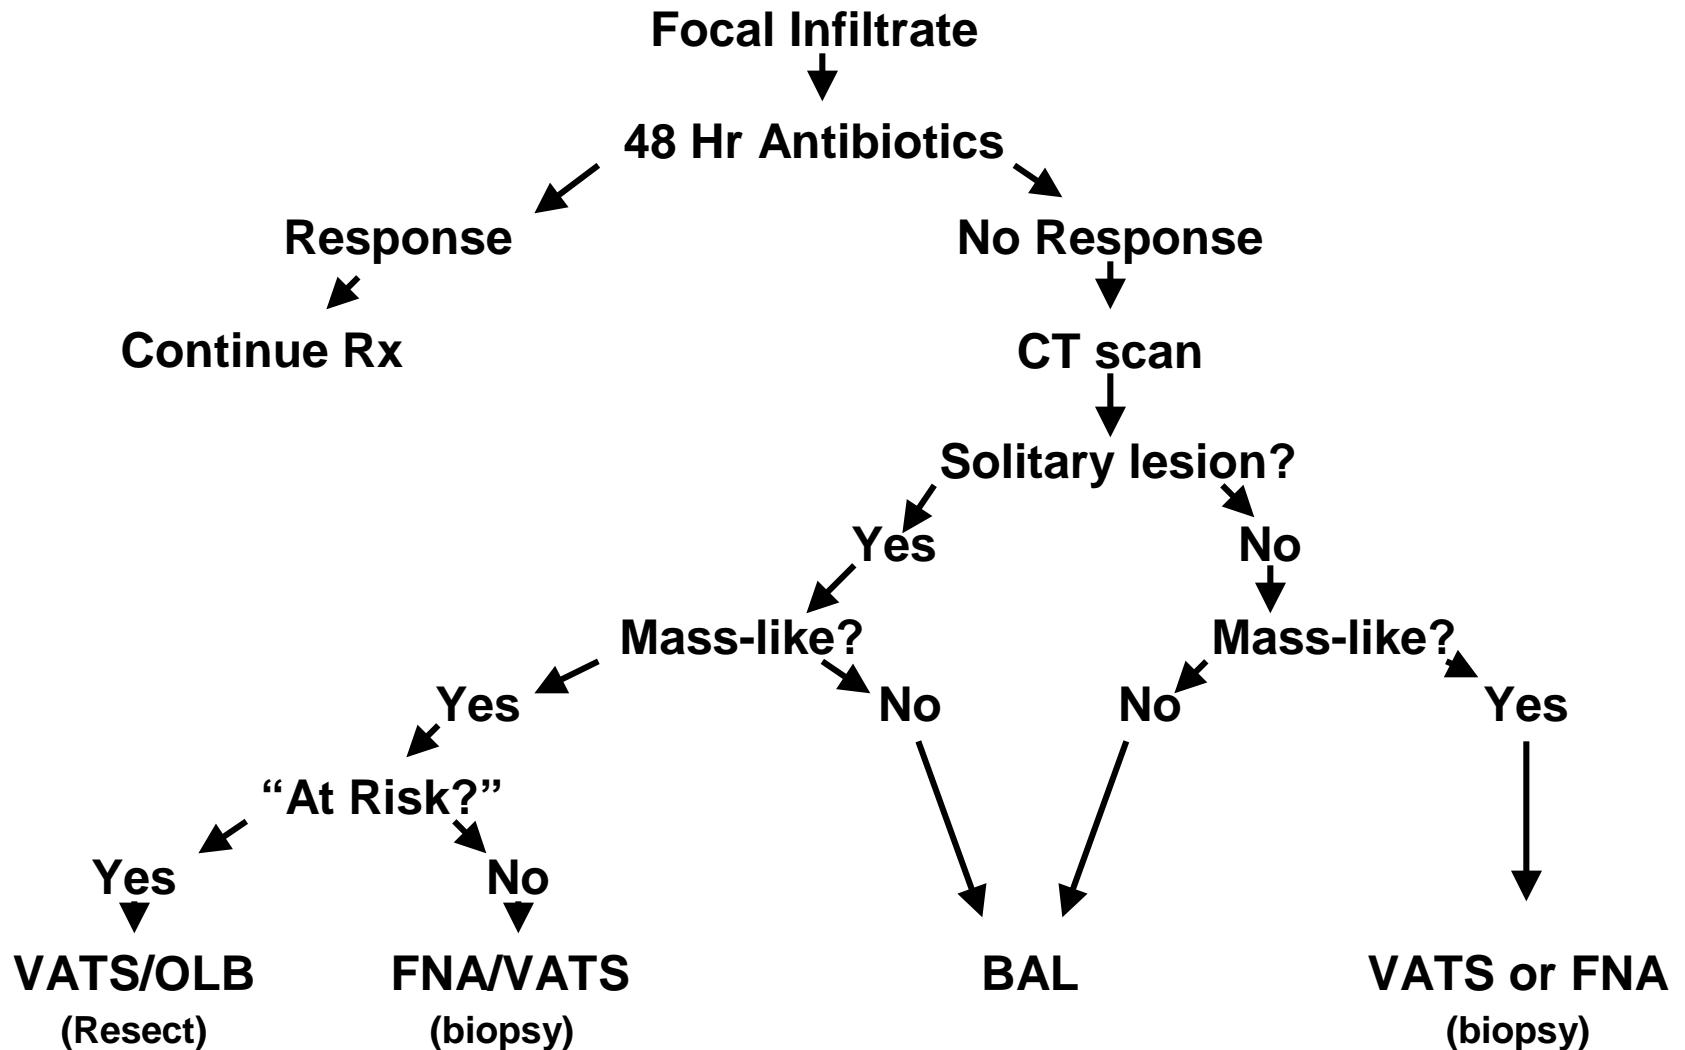 Focal Infiltrate
48 Hr Antibiotics
Response
No Response
Continue Rx
CT scan
Solitary lesion?
Yes
No
Mass-like?
Mass-like?
Yes
No
No
Yes
“At Risk?”
Yes
No
VATS/OLB
(Resect)
FNA/VATS
(biopsy)
BAL
VATS or FNA
(biopsy)